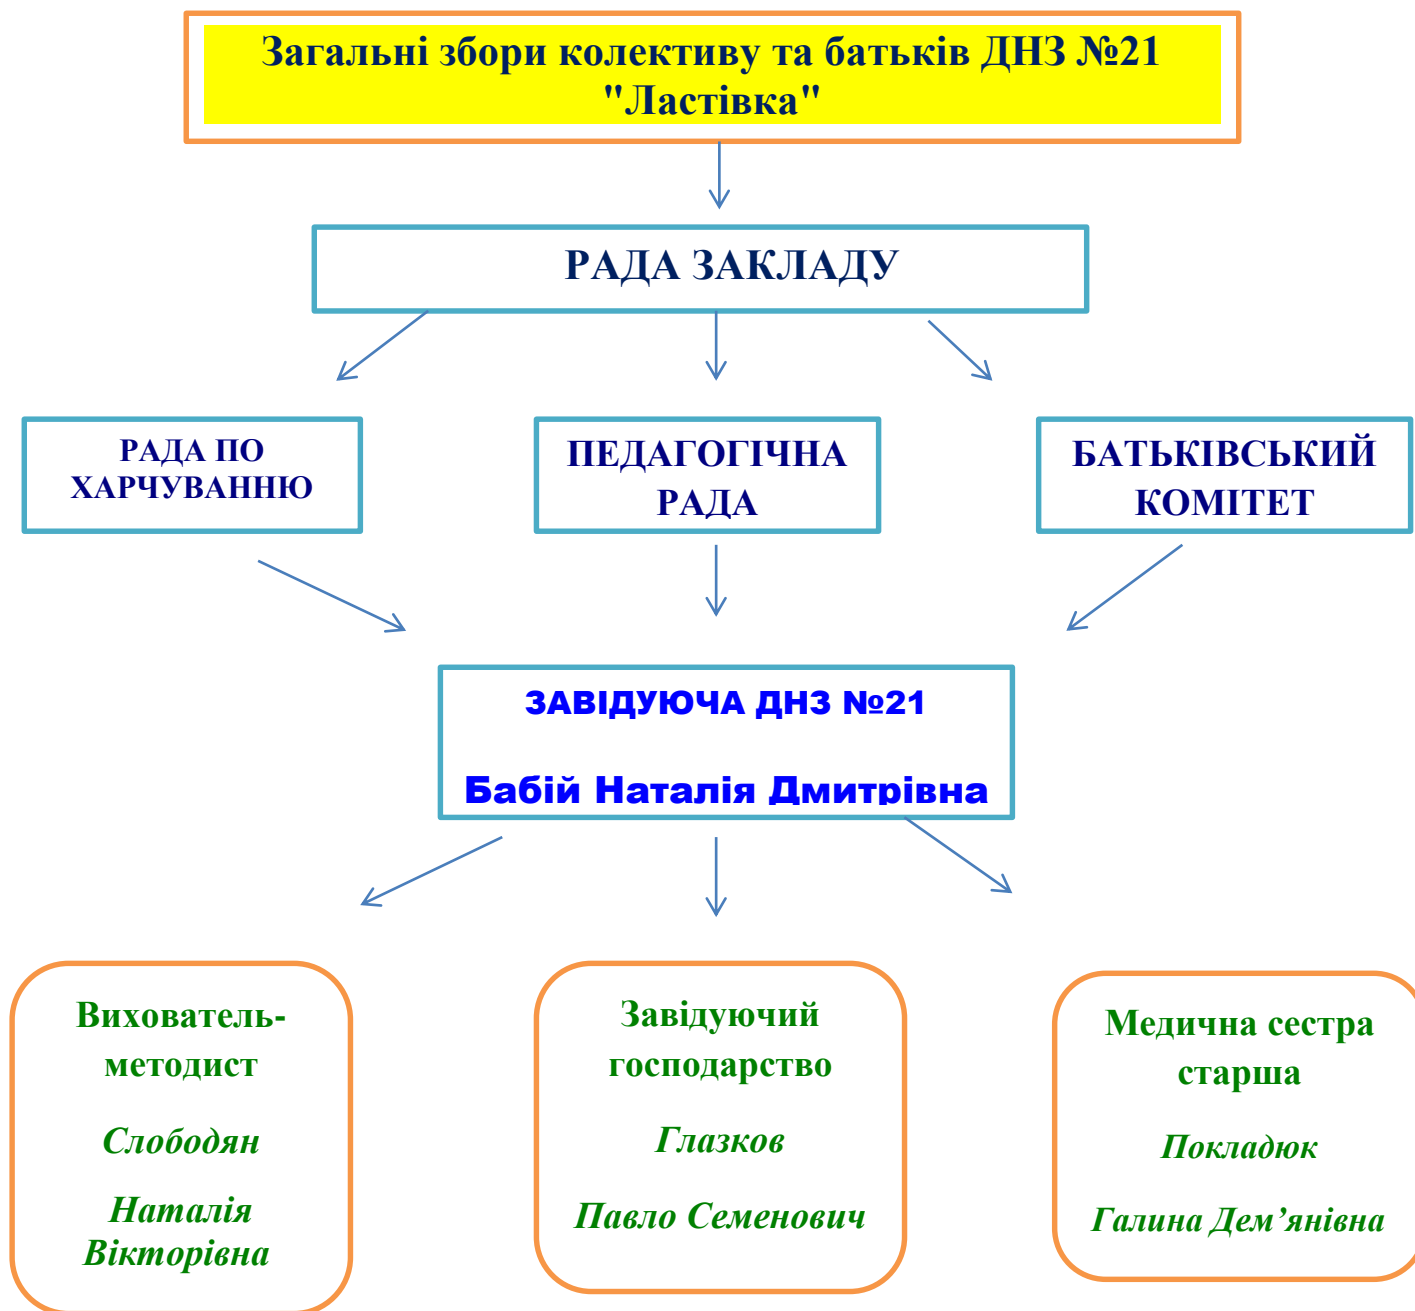 Загальні збори колективу та батьків ДНЗ №21
"Ластівка"
РАДА ЗАКЛАДУ
РАДА ПО
ХАРЧУВАННЮ
ПЕДАГОГІЧНА
РАДА
БАТЬКІВСЬКИЙ
КОМІТЕТ
ЗАВІДУЮЧА ДНЗ №21
Бабій Наталія Дмитрівна
Вихователь-
методист
Слободян
Наталія
Вікторівна
Завідуючий
господарство
Глазков
Павло Семенович
Медична сестра
старша
Покладюк
Галина Дем’янівна